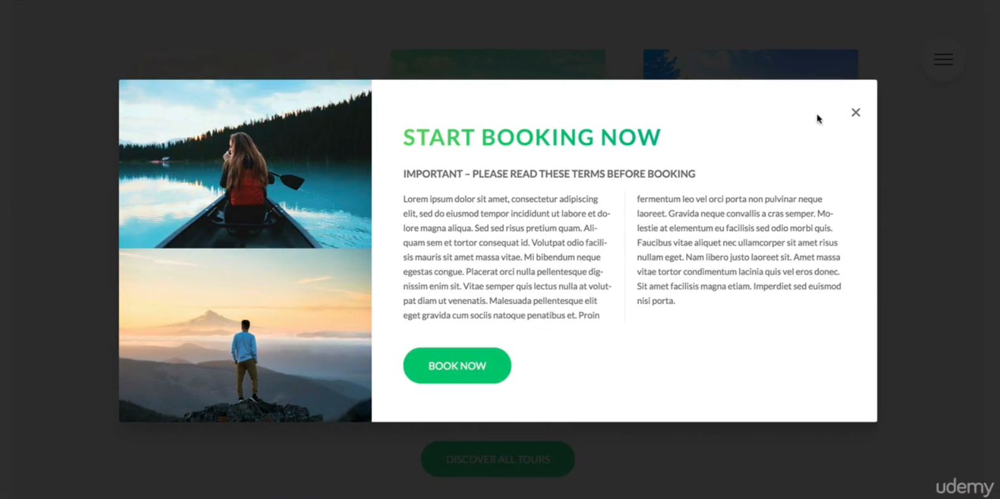 START BOOKING NOW
IMPORTANT – PLEASE READ THESE TERMS BEFORE BOOKING
Lorem ipsum dolor sit amet, consectetur adipiscing
elit, sed do eiusmod tempor incididunt ut labore et do-
lore magna aliqua. Sed sed risus pretium quam. Ali-
quam sem et tortor consequat id. Volutpat odio facili-
sis mauris sit amet massa vitae. Mi bibendum neque
egestas congue. Placerat orci nulla pellentesque dig-
nissim enim sit. Vitae semper quis lectus nulla at volut-
pat diam ut venenatis. Malesuada pellentesque elit
eget gravida cum sociis natoque penatibus et. Proin
fermentum leo vel orci porta non pulvinar neque
laoreet. Gravida neque convallis a cras semper. Mo-
lestie at elementum eu facilisis sed odio morbi quis.
Faucibus vitae aliquet nec ullamcorper sit amet risus
nullam eget. Nam libero justo laoreet sit. Amet massa
vitae tortor condimentum lacinia quis vel eros donec.
Sit amet facilisis magna etiam. Imperdiet sed euismod
nisi porta.
BOOK NOW
DISCOVER ALL TOURS
udemy